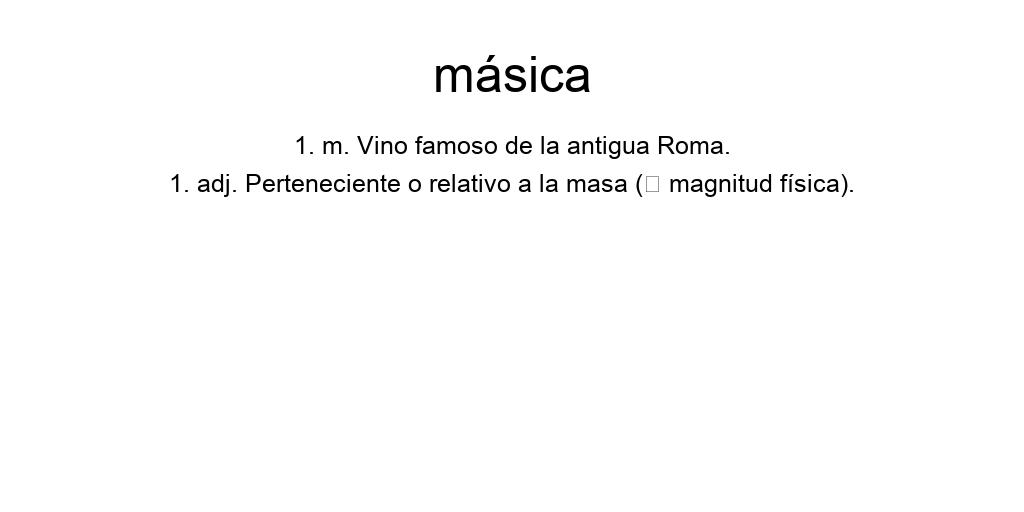 másica
1. m. Vino famoso de la antigua Roma.
1. adj. Perteneciente o relativo a la masa (□ magnitud física).